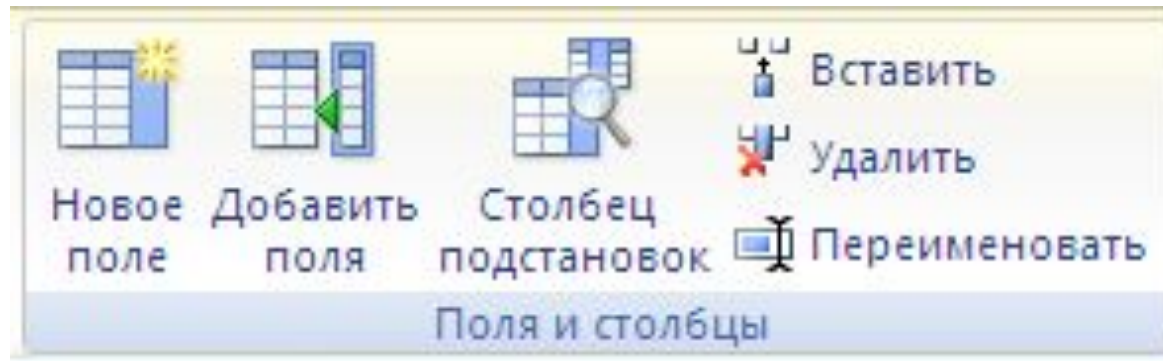 Новое поле
Добавить поля
Столбец подстановок
Вставить
Удалить
Переименовать
Поля и столбцы